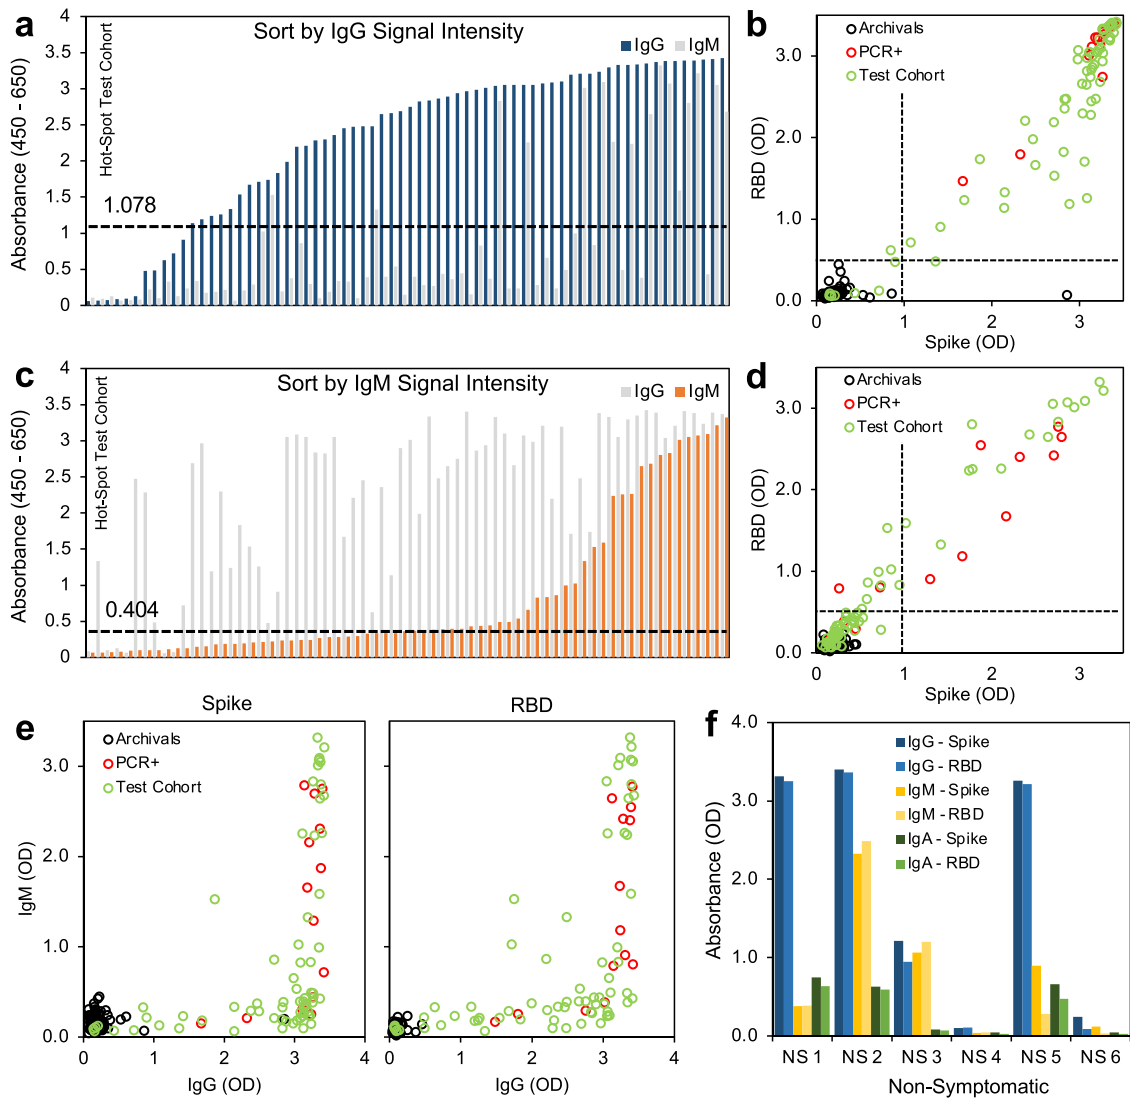 a
Sort by IgG Signal Intensity
IgG
IgM
Hot-Spot Test Cohort
Absorbance (450 - 650)
4
3.5
3
2.5
2
1.5
1
0.5
0
1.078
b
Archivals
PCR+
Test Cohort
RBD (OD)
3.0
2.0
1.0
0.0
0
1
2
3
Spike (OD)
c
Sort by IgM Signal Intensity
IgG
IgM
Hot-Spot Test Cohort
Absorbance (450 - 650)
4
3.5
3
2.5
2
1.5
1
0.5
0
0.404
d
Archivals
PCR+
Test Cohort
RBD (OD)
3.0
2.0
1.0
0.0
0
1
2
3
Spike (OD)
e
Spike
RBD
Archivals
PCR+
Test Cohort
IgM (OD)
3.0
2.0
1.0
0.0
0
1
2
3
4
IgG (OD)
0
1
2
3
4
IgG (OD)
f
IgG - Spike
IgG - RBD
IgM - Spike
IgM - RBD
IgA - Spike
IgA - RBD
Absorbance (OD)
4.0
3.0
2.0
1.0
0.0
NS 1
NS 2
NS 3
NS 4
NS 5
NS 6
Non-Symptomatic